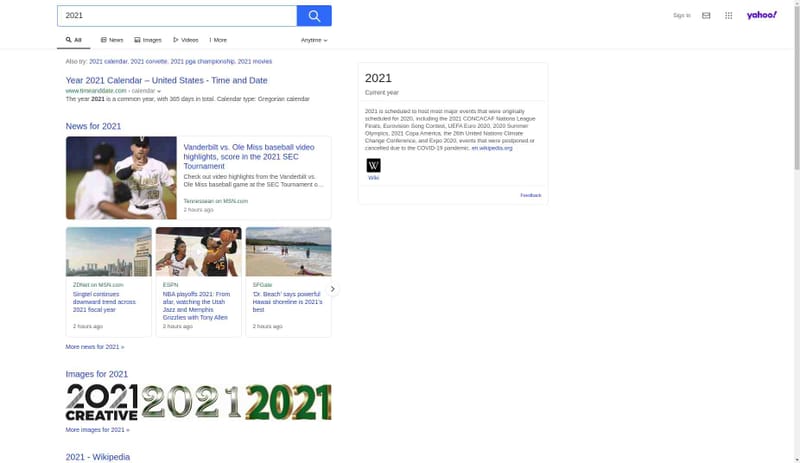 2021
Sign In
yahoo!
All
News
Images
Videos
More
Anytime
Also try: 2021 calendar, 2021 corvette, 2021 pga championship, 2021 movies
Year 2021 Calendar – United States - Time and Date
www.timeanddate.com › calendar
The year 2021 is a common year, with 365 days in total. Calendar type: Gregorian calendar
News for 2021
Vanderbilt vs. Ole Miss baseball video
highlights, score in the 2021 SEC
Tournament
Check out video highlights from the Vanderbilt vs.
Ole Miss baseball game at the SEC Tournament o...
Tennessean on MSN.com
2 hours ago
ZDNet on MSN.com
Singtel continues
downward trend across
2021 fiscal year
2 hours ago
ESPN
NBA playoffs 2021: From
afar, watching the Utah
Jazz and Memphis
Grizzlies with Tony Allen
2 hours ago
SFGate
'Dr. Beach' says powerful
Hawaii shoreline is 2021's
best
2 hours ago
More news for 2021 »
Images for 2021
2021
CREATIVE
2021
2021
More images for 2021 »
2021 - Wikipedia
2021
Current year
2021 is scheduled to host most major events that were originally
scheduled for 2020, including the 2021 CONCACAF Nations League
Finals, Eurovision Song Contest, UEFA Euro 2020, 2020 Summer
Olympics, 2021 Copa America, the 26th United Nations Climate
Change Conference, and Expo 2020, events that were postponed or
cancelled due to the COVID-19 pandemic. en.wikipedia.org
W
Wiki
Feedback